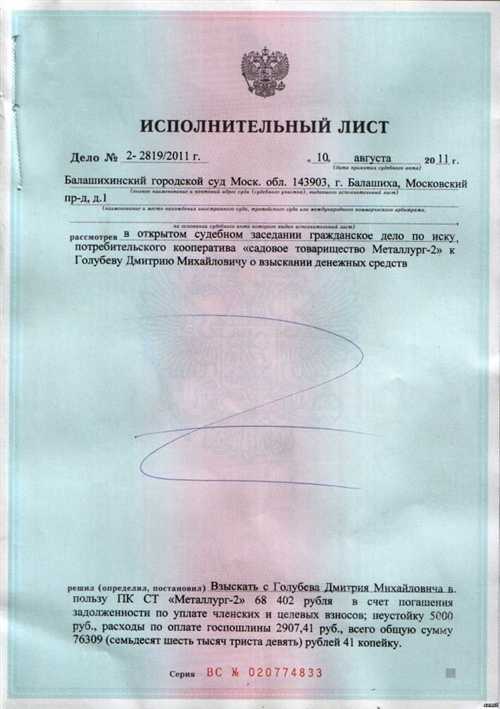 ИСПОЛНИТЕЛЬНЫЙ ЛИСТ
Дело № 2- 2819/2011 г. „ 10, августа 2011 г.
(дата принятия судебного акта)
Балашихинский городской суд Моск. обл. 143903, г. Балашиха, Московский
(полное наименование и почтовый адрес суда (судебного участка), выдавшего исполнительный лист)
пр-д, д.1
(наименование и место нахождения иностранного суда, третейского суда или международного коммерческого арбитража,
на основании судебного акта которого выдан исполнительный лист)
рассмотрев в открытом судебном заседании гражданское дело по иску
потребительского кооператива «садовое товарищество Металлург-2» к
Голубеву Дмитрию Михайловичу о взыскании денежных средств
решил (определил, постановил) Взыскать с Голубева Дмитрия Михайловича в.
пользу ПК СТ «Металлург-2» 68 402 рубля в счет погашения
задолженности по уплате членских и целевых взносов; неустойку 5000
руб., расходы по оплате госпошлины 2907,41 руб., всего общую сумму
76309 (семьдесят шесть тысяч триста девять) рублей 41 копейку.
Серия ВС № 020774833